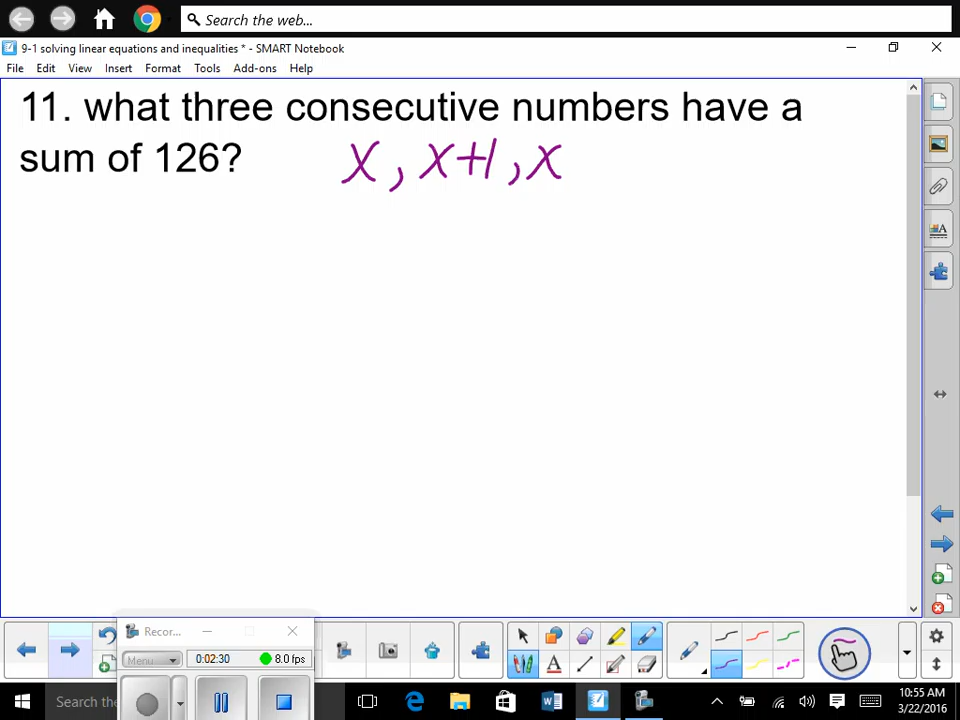 Search the web...
9-1 solving linear equations and inequalities * - SMART Notebook
File Edit View Insert Format Tools Add-ons Help
11. what three consecutive numbers have a
sum of 126? x, x+1, x
Recor...
Menu 0:02:30 8.0 fps
Search the
10:55 AM
3/22/2016